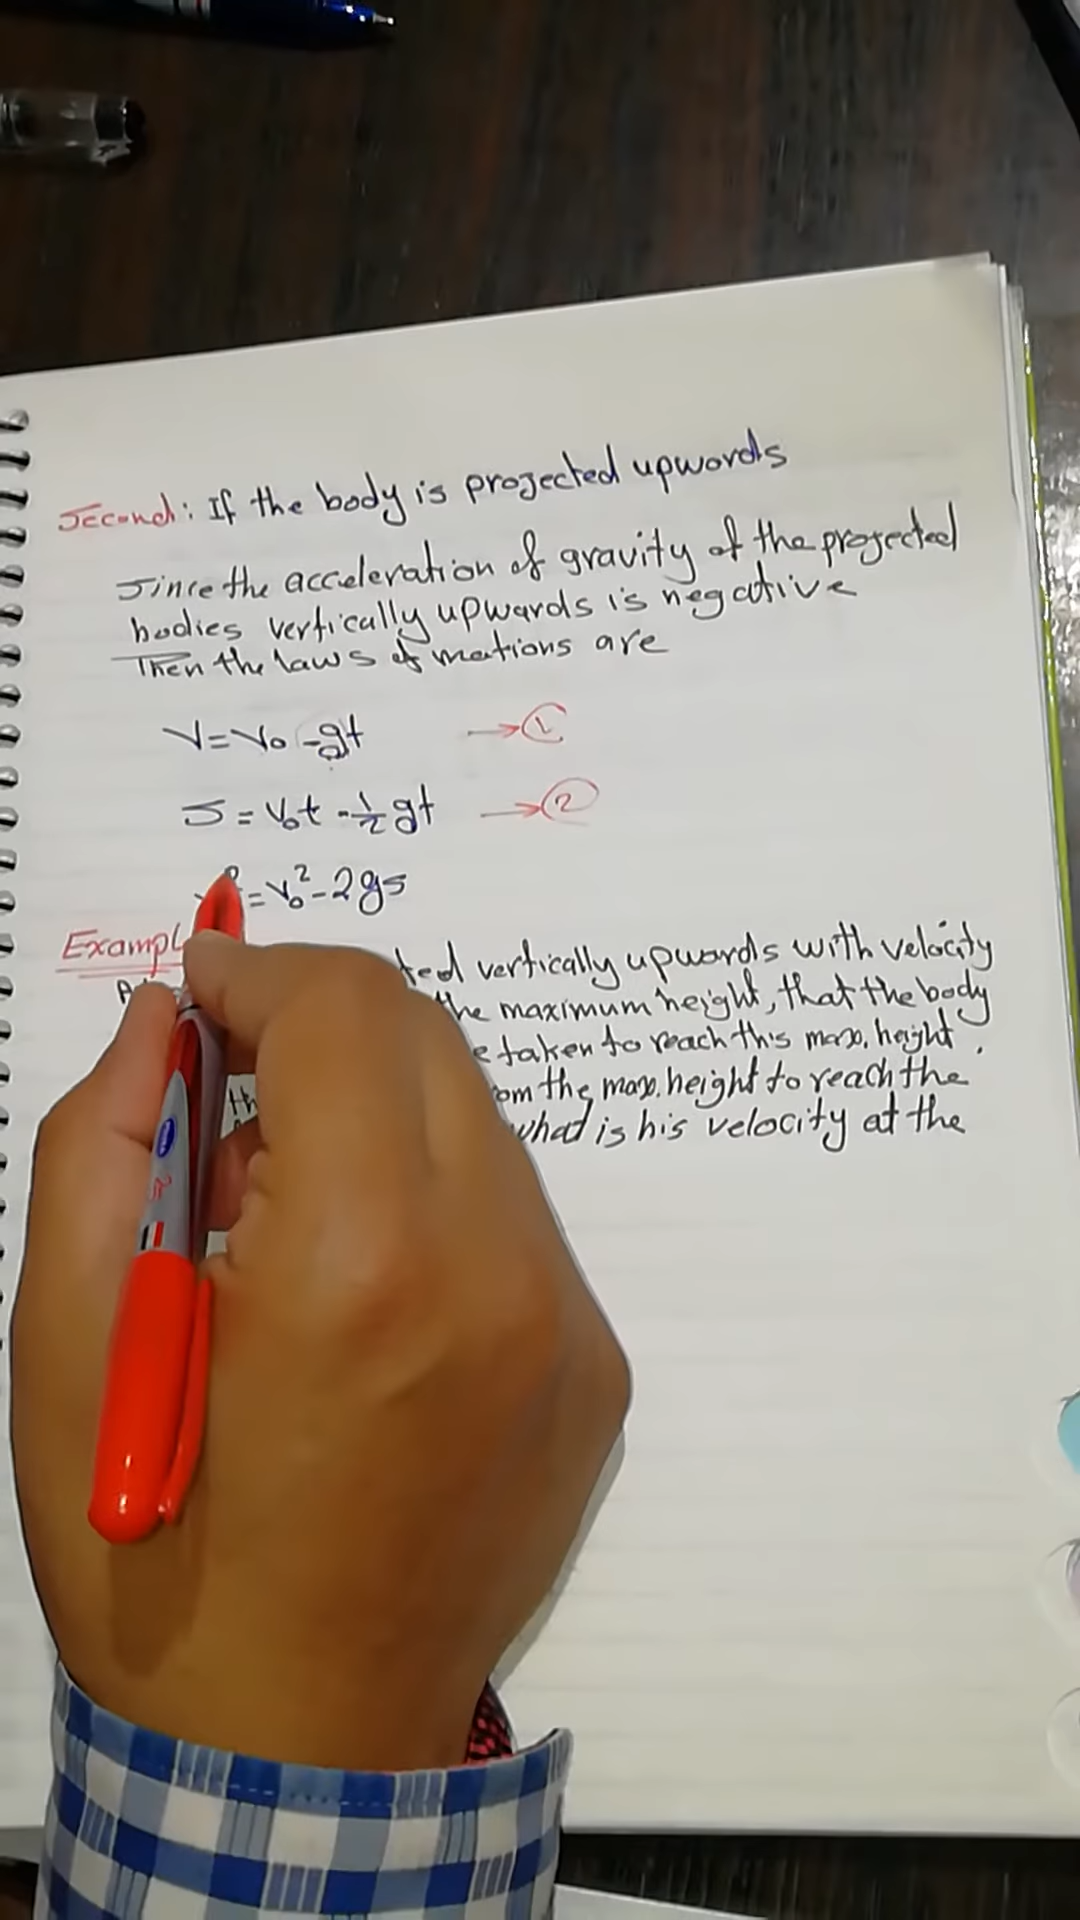 Second: If the body is projected upwords
Since the acceleration of gravity of the projected
bodies vertically upwards is negative
Then the laws of motions are
V = V₀ - gt → ①
S = V₀t - ½ gt → ②
= V₀² - 2gs
Exampl
ted vertically upwards with velocity
the maximum height, that the body
e taken to reach this max. height.
th om the max. height to reach the
what is his velocity at the